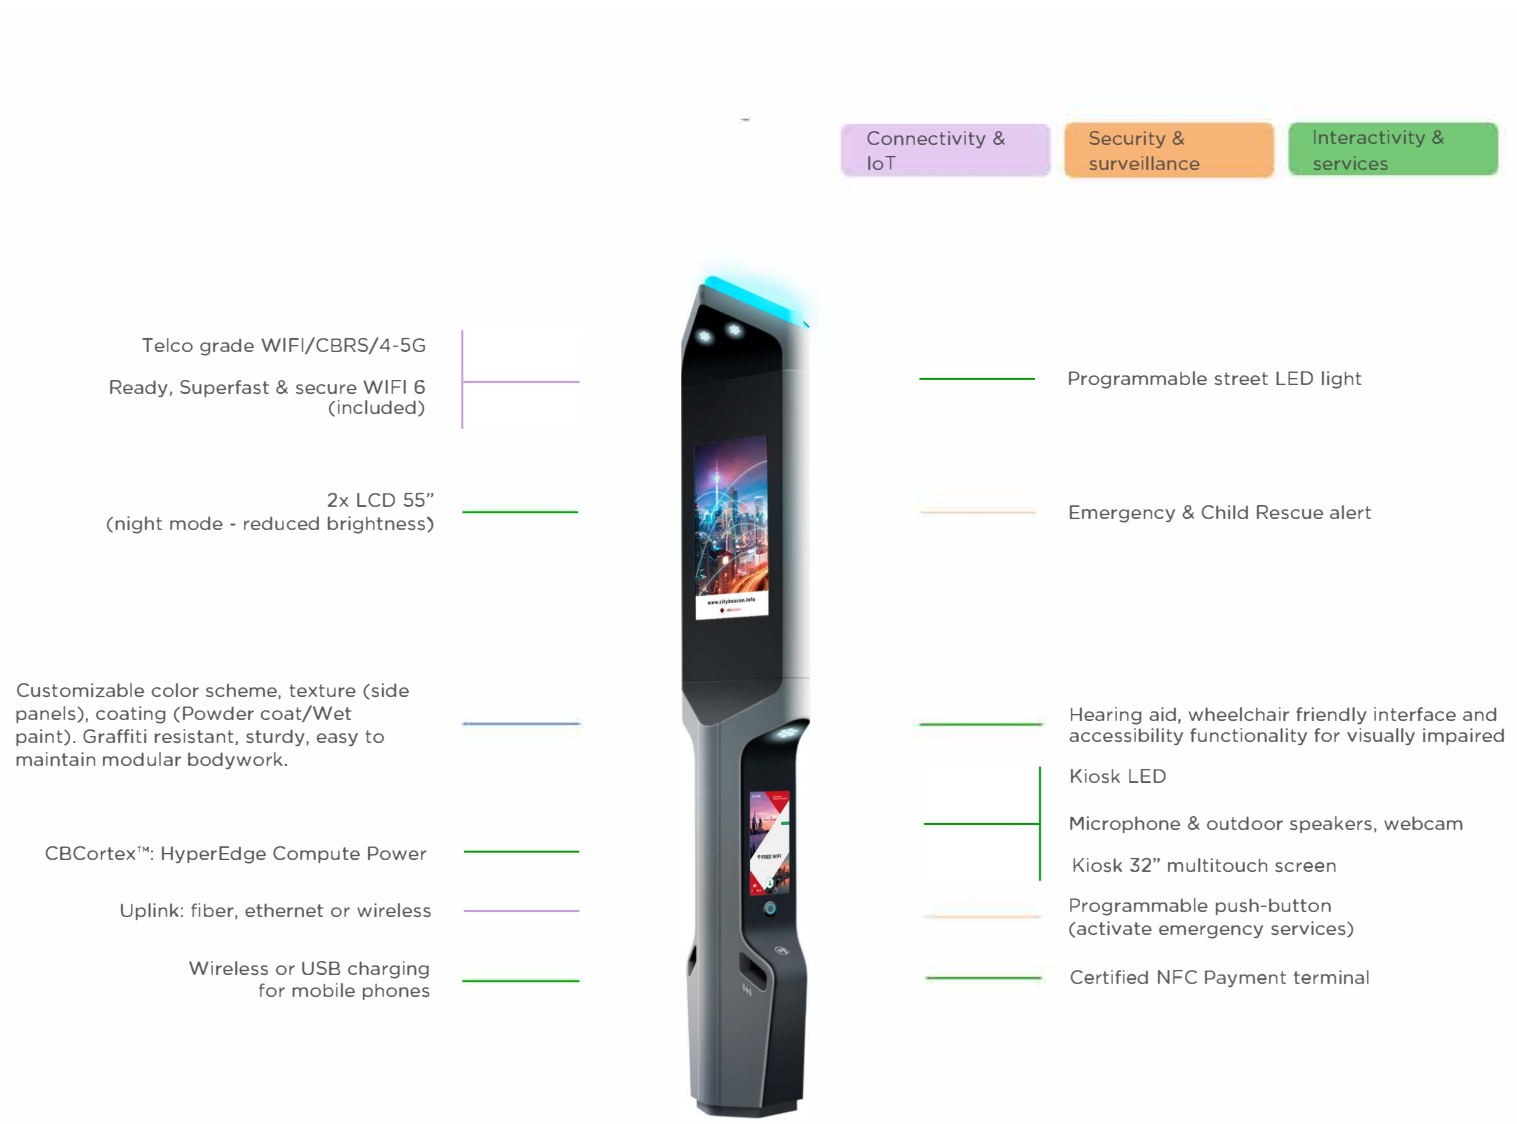 Connectivity &
IoT
Security &
surveillance
Interactivity &
services
Telco grade WIFI/CBRS/4-5G
Ready, Superfast & secure WIFI 6
(included)
2x LCD 55”
(night mode - reduced brightness)
Customizable color scheme, texture (side
panels), coating (Powder coat/Wet
paint). Graffiti resistant, sturdy, easy to
maintain modular bodywork.
CBCortex™: HyperEdge Compute Power
Uplink: fiber, ethernet or wireless
Wireless or USB charging
for mobile phones
www.citybeacon.info
FREE WIFI
Programmable street LED light
Emergency & Child Rescue alert
Hearing aid, wheelchair friendly interface and
accessibility functionality for visually impaired
Kiosk LED
Microphone & outdoor speakers, webcam
Kiosk 32” multitouch screen
Programmable push-button
(activate emergency services)
Certified NFC Payment terminal